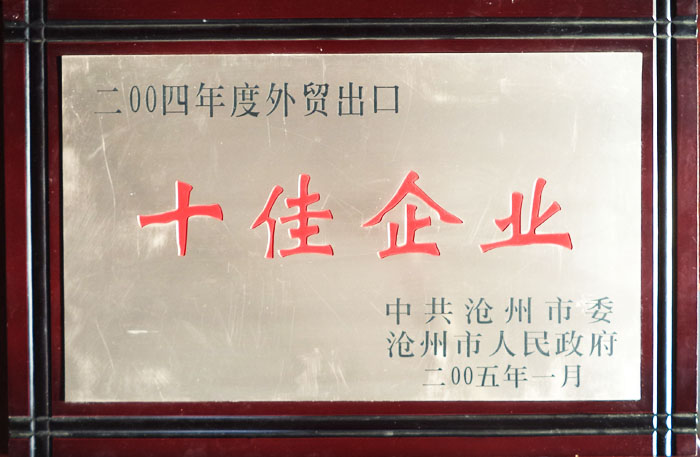 二00四年度外贸出口
十佳企业
中共沧州市委
沧州市人民政府
二00五年一月